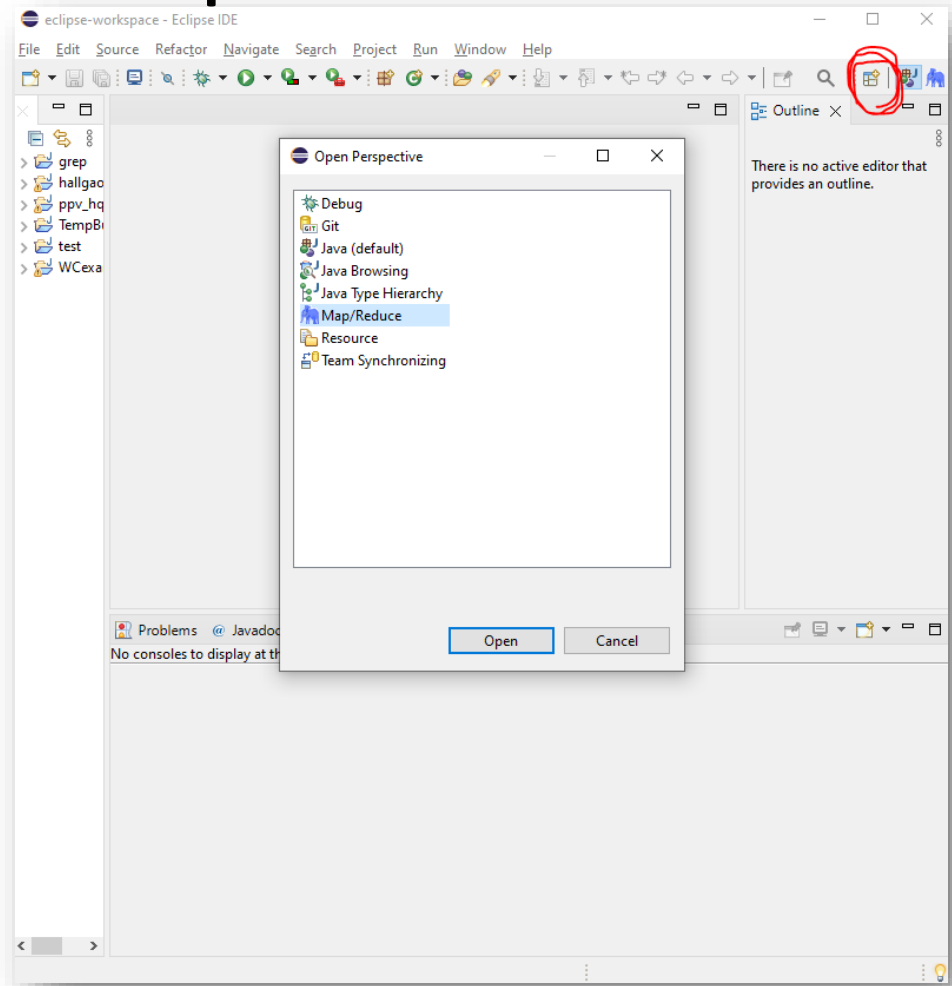 eclipse-workspace - Eclipse IDE
File Edit Source Refactor Navigate Search Project Run Window Help
Outline
There is no active editor that
provides an outline.
grep
hallgao
ppv_hq
TempBu
test
WCexa
Open Perspective
Debug
GIT Git
Java (default)
Java Browsing
Java Type Hierarchy
Map/Reduce
Resource
Team Synchronizing
Open Cancel
Problems @ Javadoc
No consoles to display at th